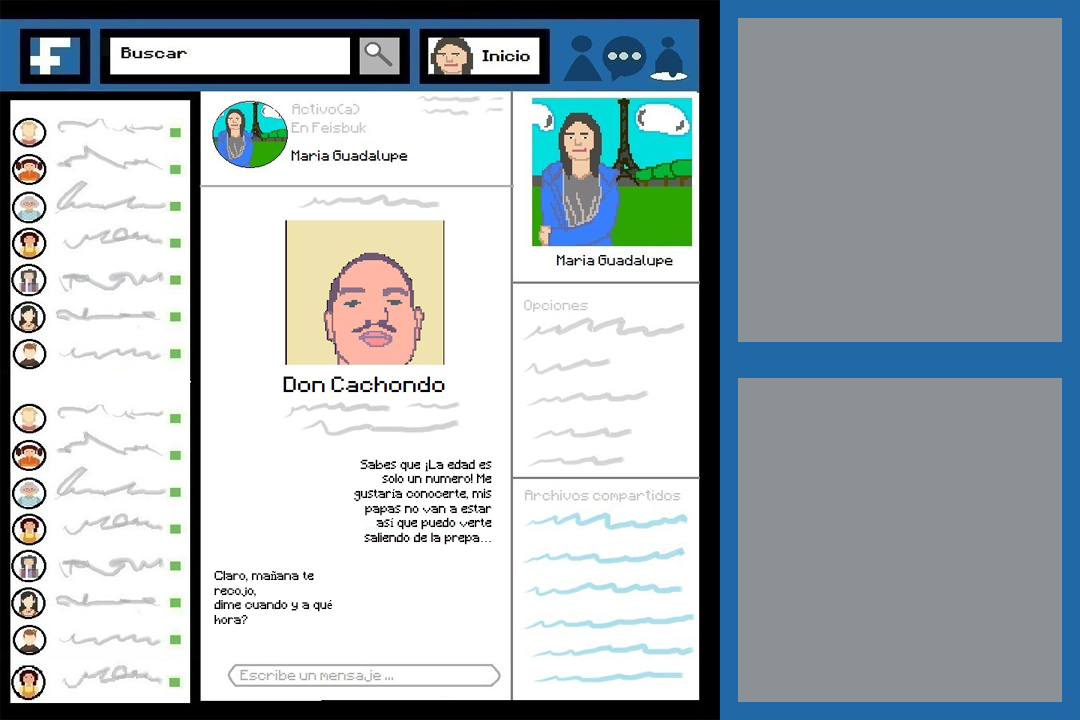 F
Buscar
Inicio
Activo(a)
En Feisbuk
Maria Guadalupe
Maria Guadalupe
Don Cachondo
Opciones
Sabes que ¡La edad es
solo un numero! Me
gustaría conocerte, mis
papas no van a estar
así que puedo verte
saliendo de la prepa...
Archivos compartidos
Claro, mañana te
recojo,
dime cuando y a qué
hora?
Escribe un mensaje ...